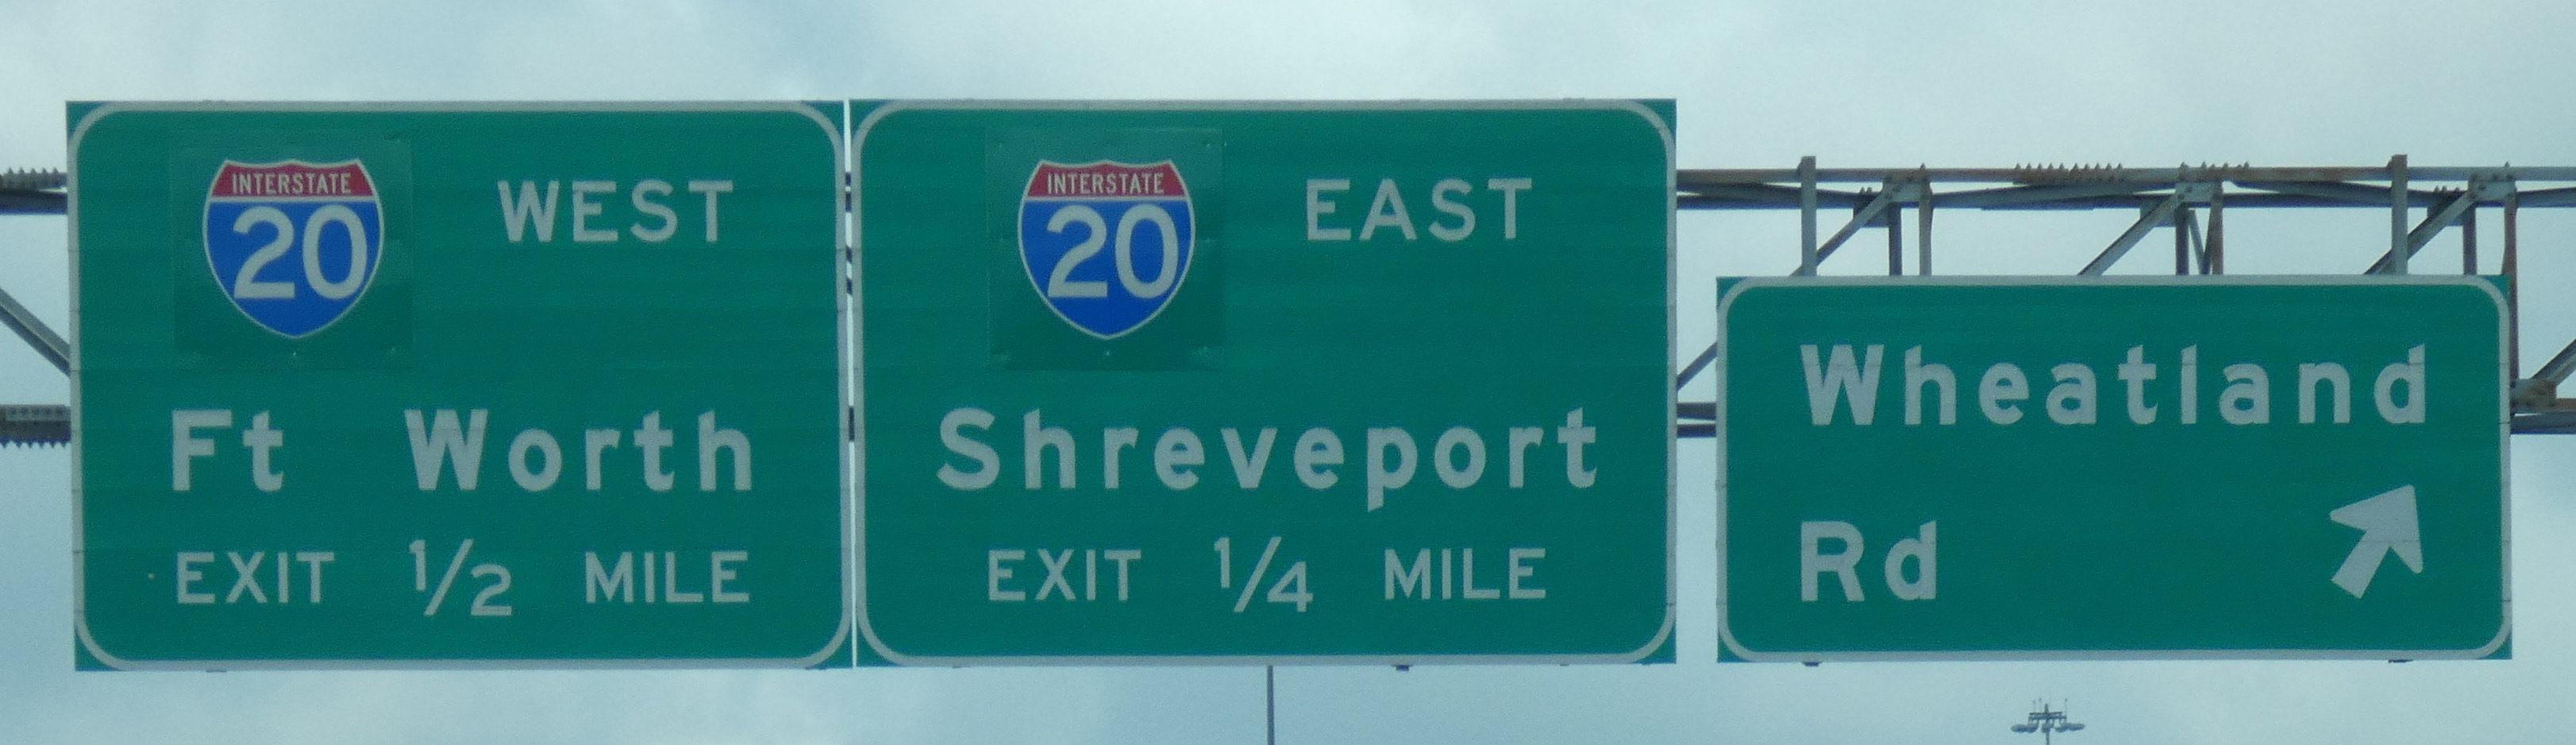 INTERSTATE
20
WEST
Ft Worth
EXIT 1/2 MILE
INTERSTATE
20
EAST
Shreveport
EXIT 1/4 MILE
Wheatland
Rd